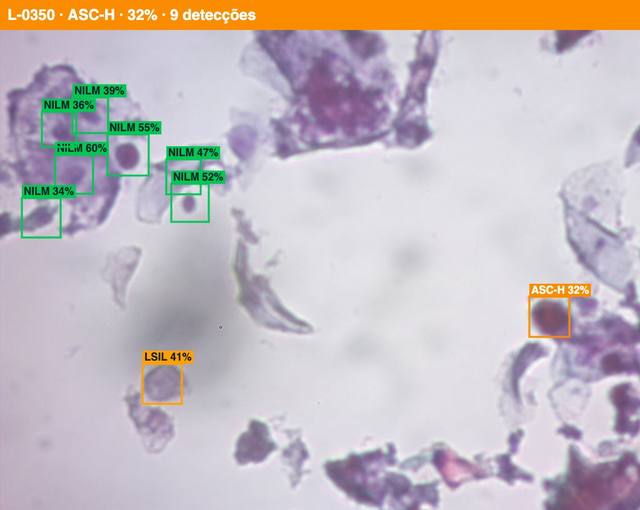 L-0350 · ASC-H · 32% · 9 detecções
NILM 39%
NILM 36%
NILM 55%
NILM 60%
NILM 47%
NILM 52%
NILM 34%
ASC-H 32%
LSIL 41%